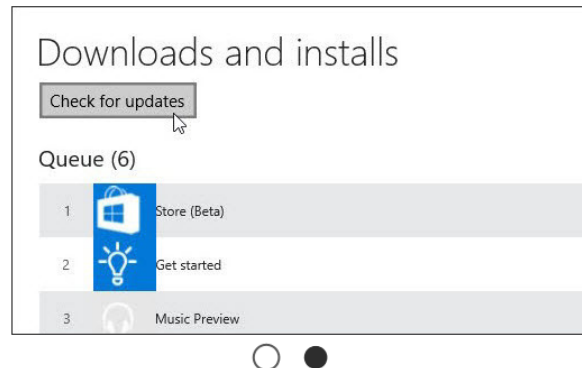 Downloads and installs
Check for updates
Queue (6)
1 Store (Beta)
2 Get started
3 Music Preview